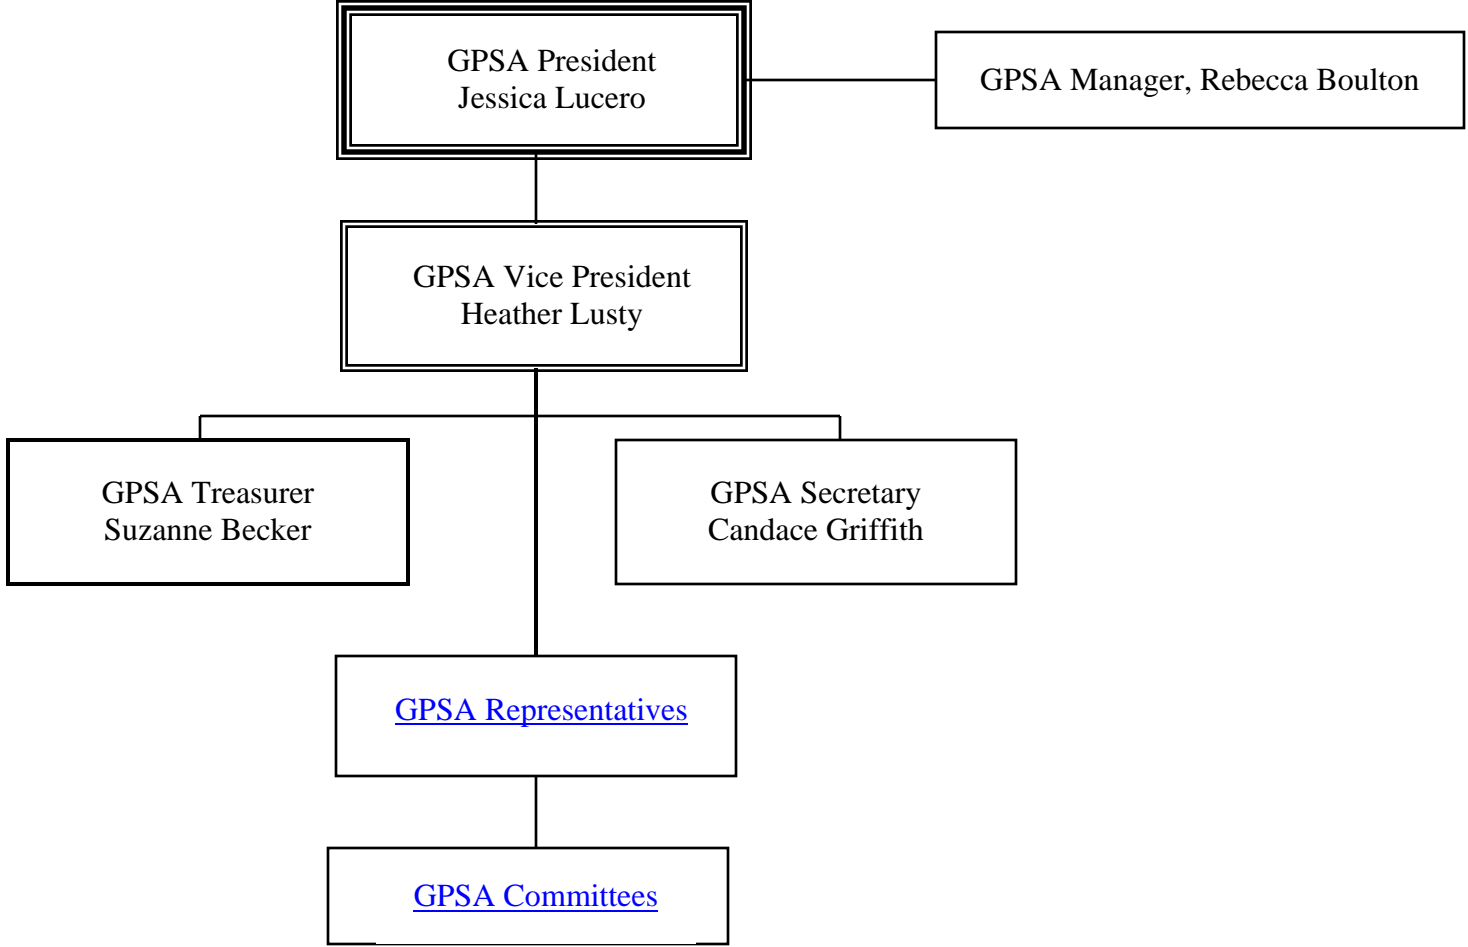 GPSA President
Jessica Lucero
GPSA Manager, Rebecca Boulton
GPSA Vice President
Heather Lusty
GPSA Treasurer
Suzanne Becker
GPSA Secretary
Candace Griffith
GPSA Representatives
GPSA Committees